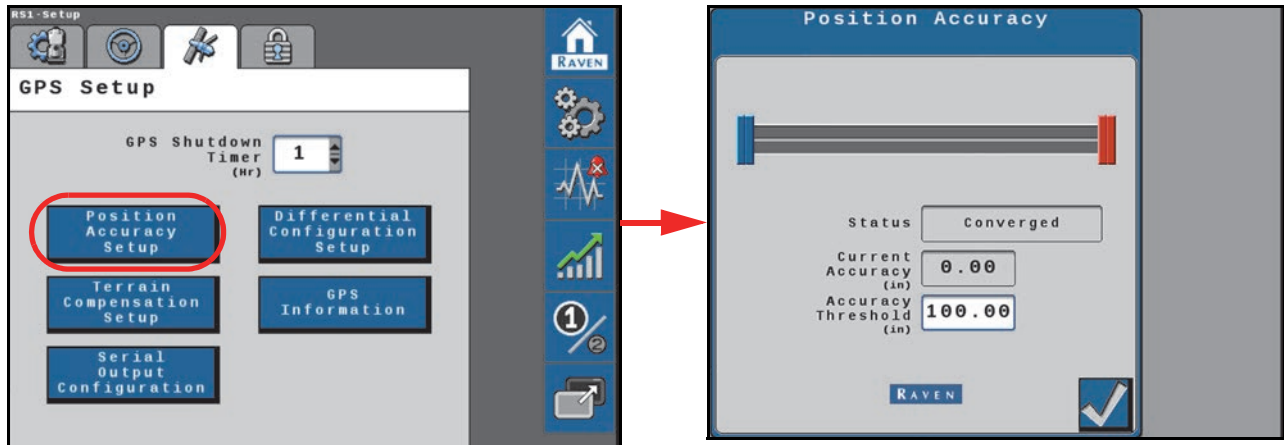 RS1-Setup
RAVEN
GPS Setup
GPS Shutdown
Timer
(Hr)
1
Position
Accuracy
Setup
Differential
Configuration
Setup
Terrain
Compensation
Setup
GPS
Information
Serial
Output
Configuration
1/2
Position Accuracy
Status
Converged
Current
Accuracy
(in)
0.00
Accuracy
Threshold
(in)
100.00
RAVEN